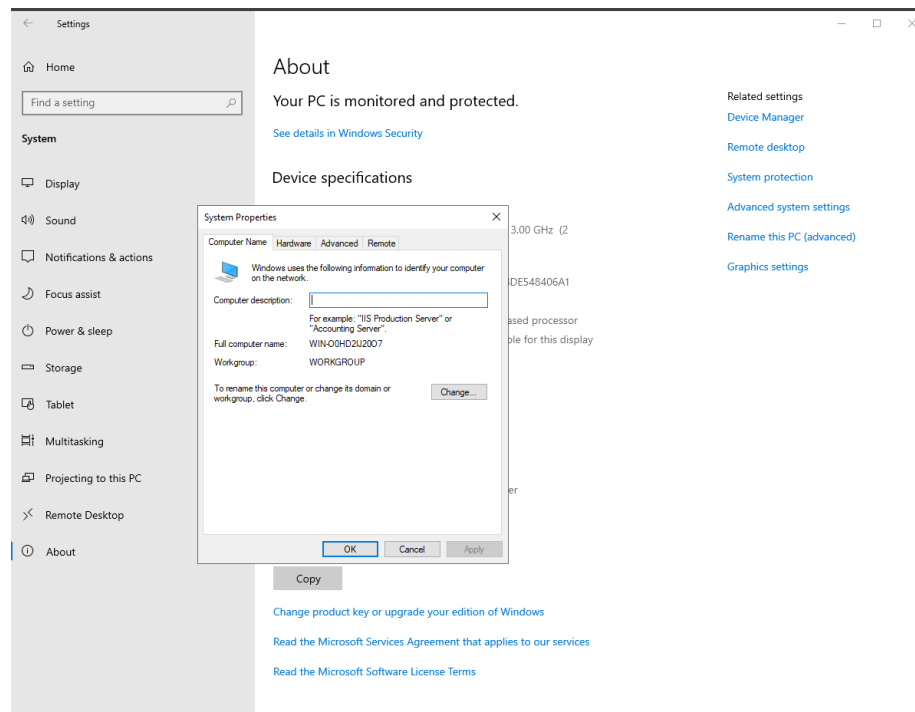 Settings
Home
Find a setting
System
Display
Sound
Notifications & actions
Focus assist
Power & sleep
Storage
Tablet
Multitasking
Projecting to this PC
Remote Desktop
About
About
Your PC is monitored and protected.
See details in Windows Security
Device specifications
3.00 GHz (2
DE548406A1
ased processor
ble for this display
er
System Properties
Computer Name Hardware Advanced Remote
Windows uses the following information to identify your computer
on the network.
Computer description:
For example: "IIS Production Server" or
"Accounting Server".
Full computer name:
Workgroup: WORKGROUP
To rename this computer or change its domain or
workgroup, click Change.
Change...
OK Cancel Apply
Copy
Change product key or upgrade your edition of Windows
Read the Microsoft Services Agreement that applies to our services
Read the Microsoft Software License Terms
Related settings
Device Manager
Remote desktop
System protection
Advanced system settings
Rename this PC (advanced)
Graphics settings